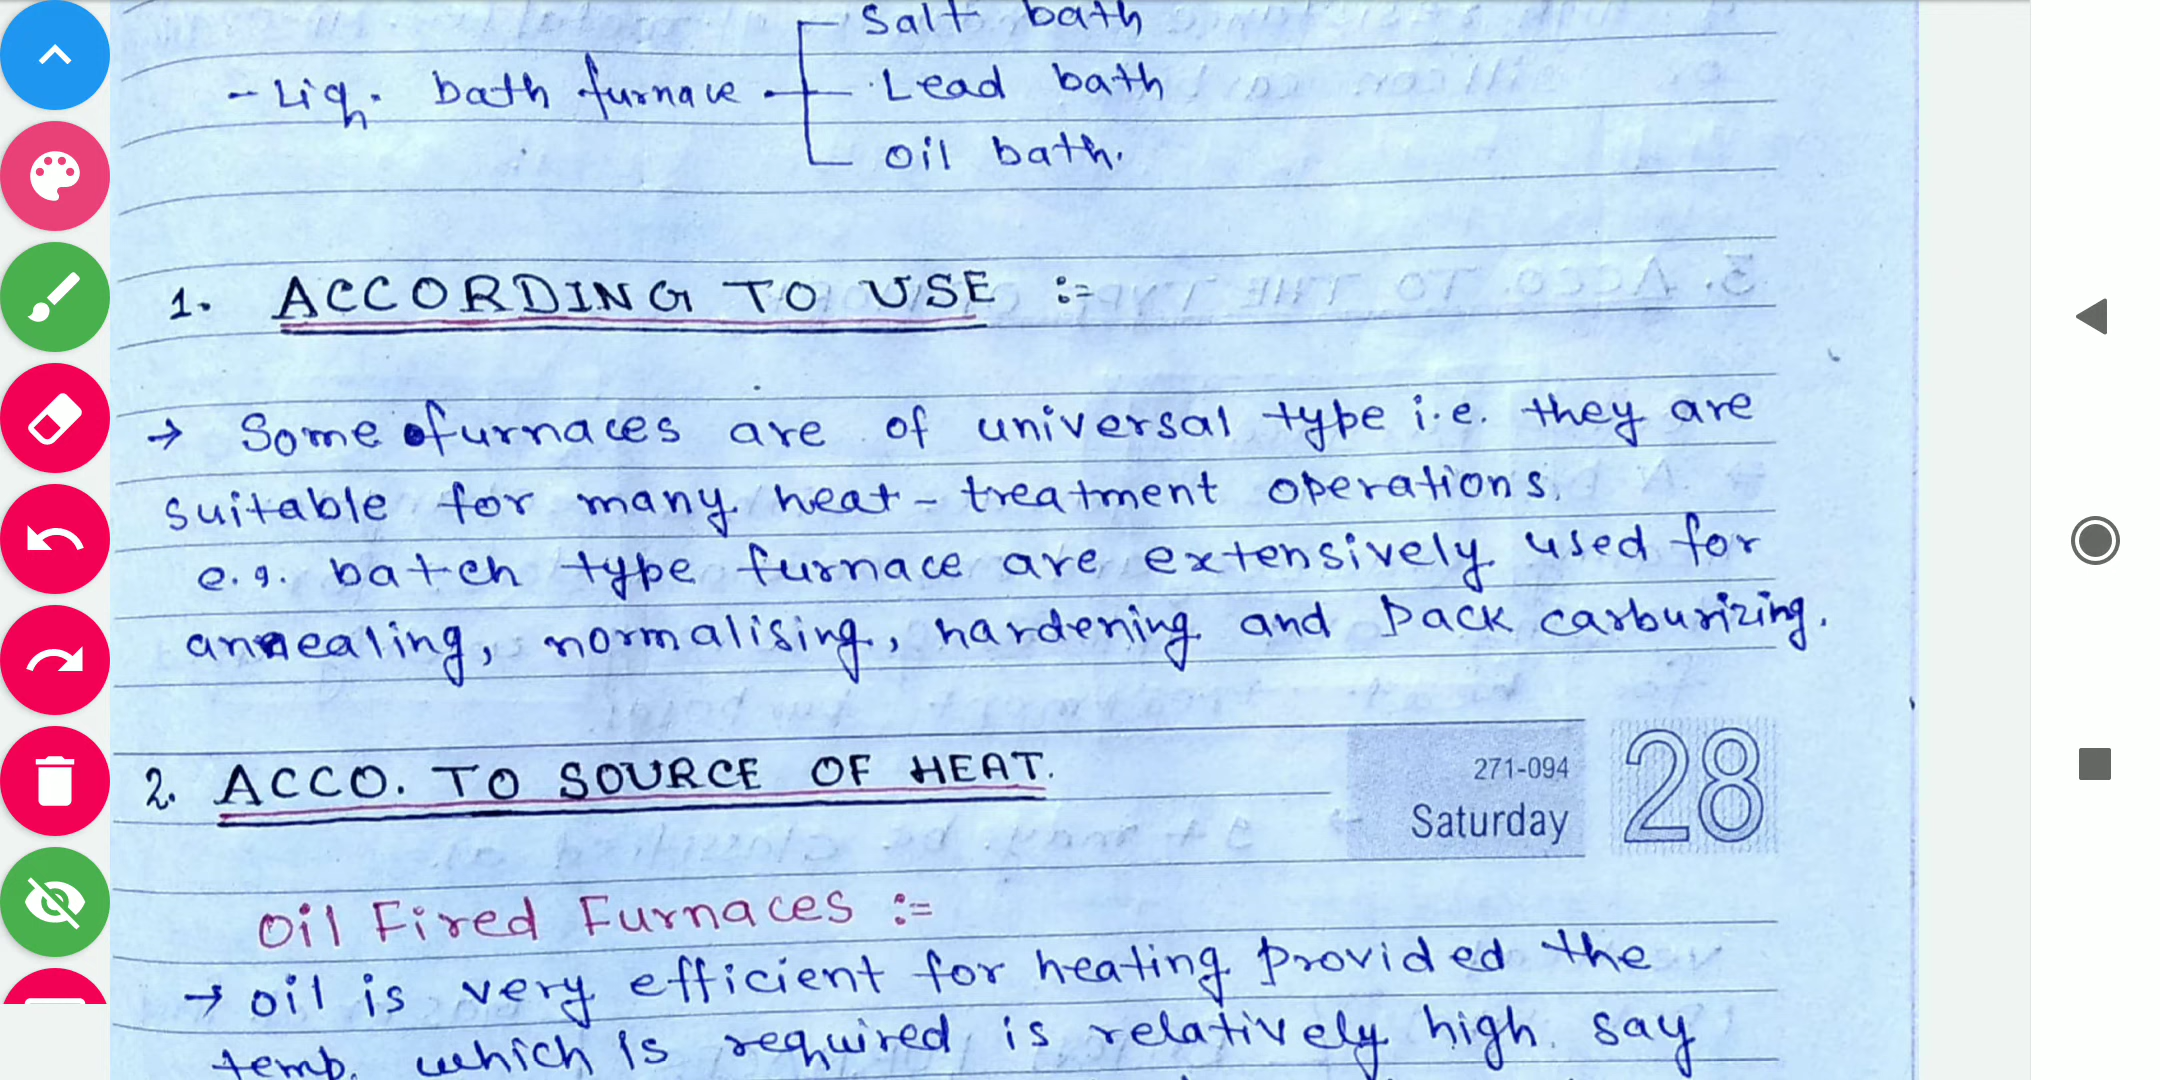 Salt bath
- Liq. bath furnace
Lead bath
Oil bath.
1. ACCORDING TO USE :=
→ Some furnaces are of universal type i.e. they are
suitable for many heat-treatment operations.
e.g. batch type furnace are extensively used for
annealing, normalising, hardening and pack carburizing.
271-094
Saturday
28
2. ACCO. TO SOURCE OF HEAT.
Oil Fired Furnaces :=
→ oil is very efficient for heating provided the
temp. which is required is relatively high say